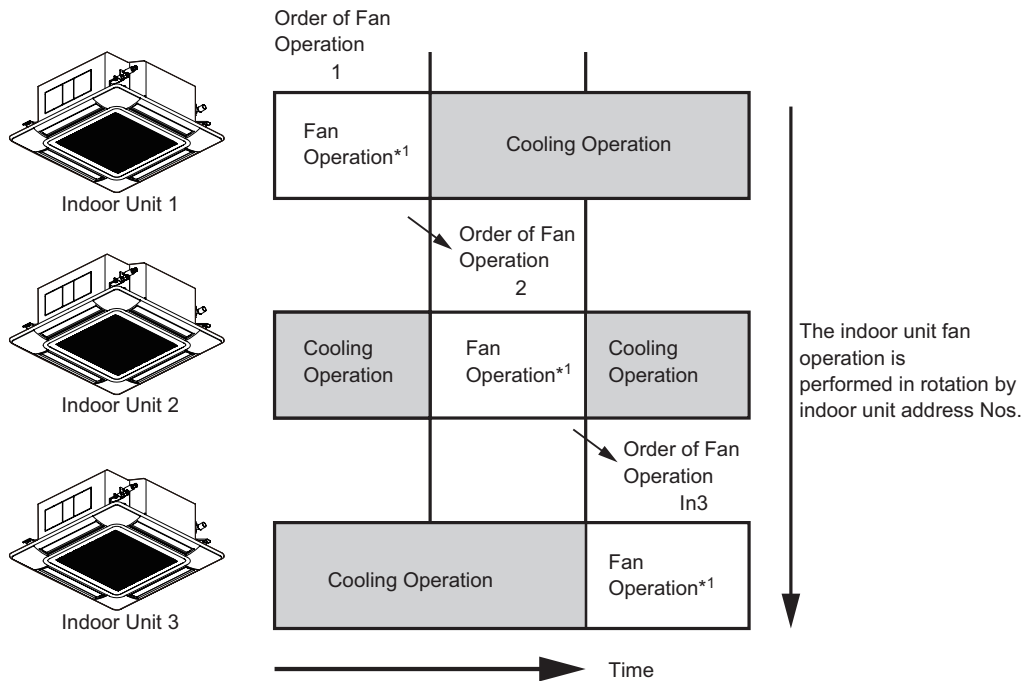 Order of Fan
Operation
1
Fan
Operation*1
Cooling Operation
Indoor Unit 1
Order of Fan
Operation
2
Cooling
Operation
Fan
Operation*1
Cooling
Operation
Indoor Unit 2
The indoor unit fan
operation is
performed in rotation by
indoor unit address Nos.
Order of Fan
Operation
In3
Cooling Operation
Fan
Operation*1
Indoor Unit 3
Time